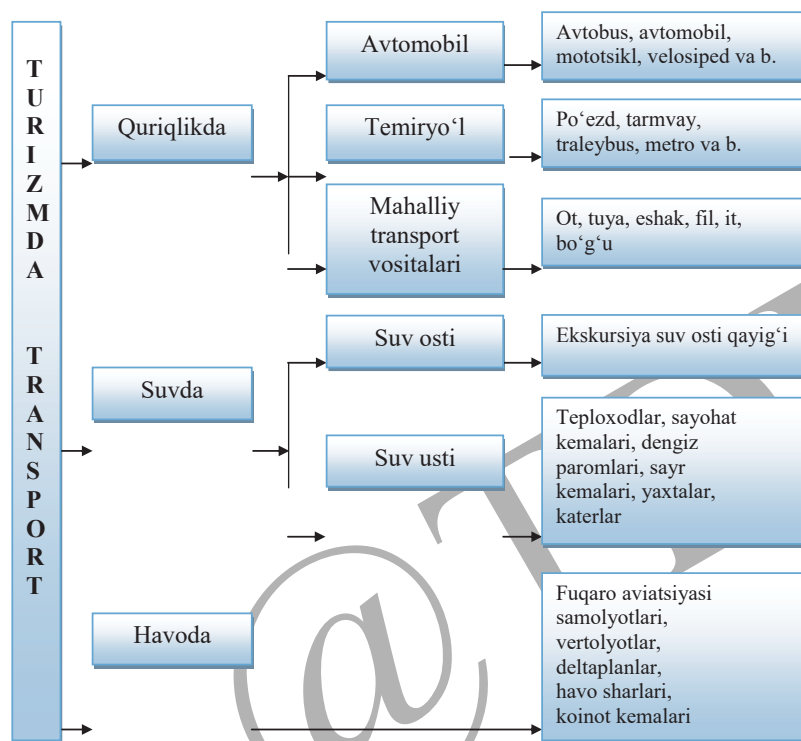 TURIZMDA TRANSPORT
Quriqlikda
Avtomobil
Avtobus, avtomobil,
mototsikl, velosiped va b.
Temiryo‘l
Po‘ezd, tarmvay,
traleybus, metro va b.
Mahalliy
transport
vositalari
Ot, tuya, eshak, fil, it,
bo‘g‘u
Suvda
Suv osti
Ekskursiya suv osti qayig‘i
Suv usti
Teploxodlar, sayohat
kemalari, dengiz
paromlari, sayr
kemalari, yaxtalar,
katerlar
Havoda
Fuqaro aviatsiyasi
samolyotlari,
vertolyotlar,
deltaplanlar,
havo sharlari,
koinot kemalari